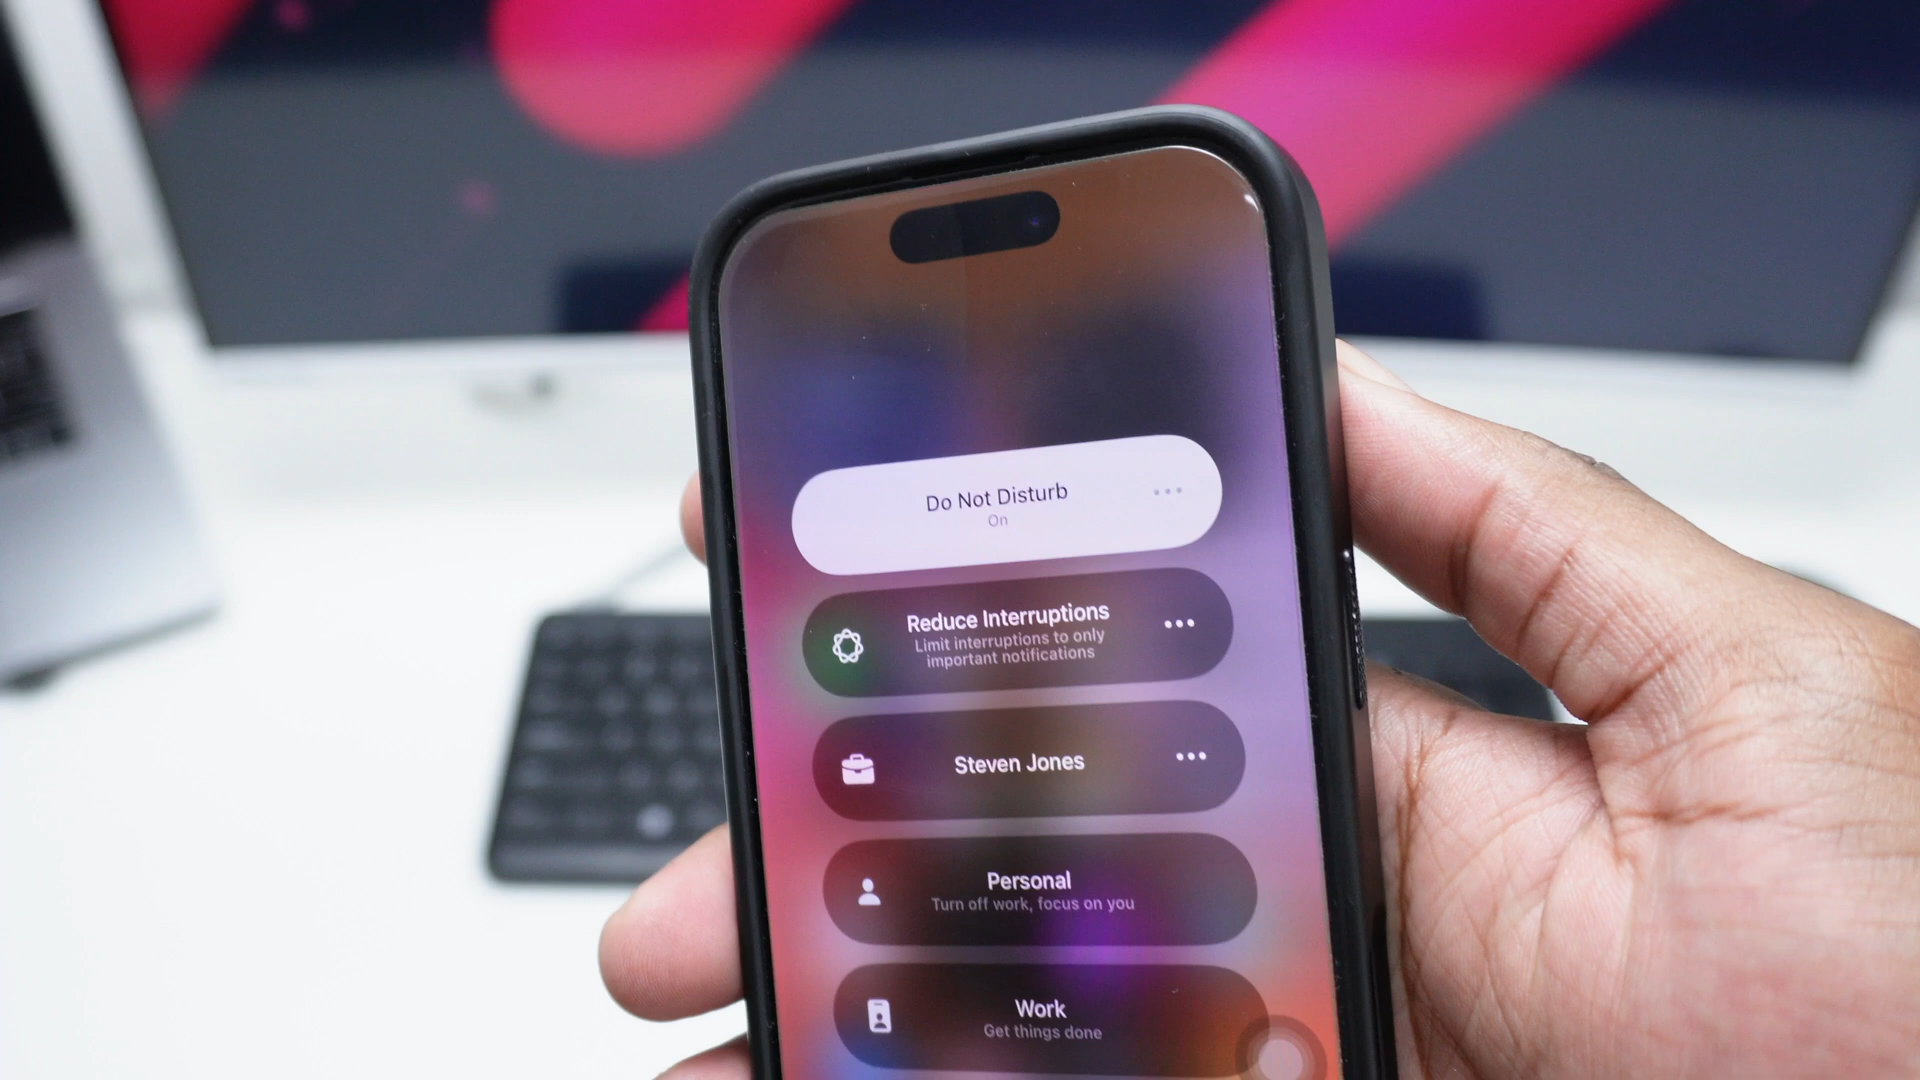 Do Not Disturb
On
Reduce Interruptions
Limit interruptions to only
important notifications
Steven Jones
Personal
Turn off work, focus on you
Work
Get things done